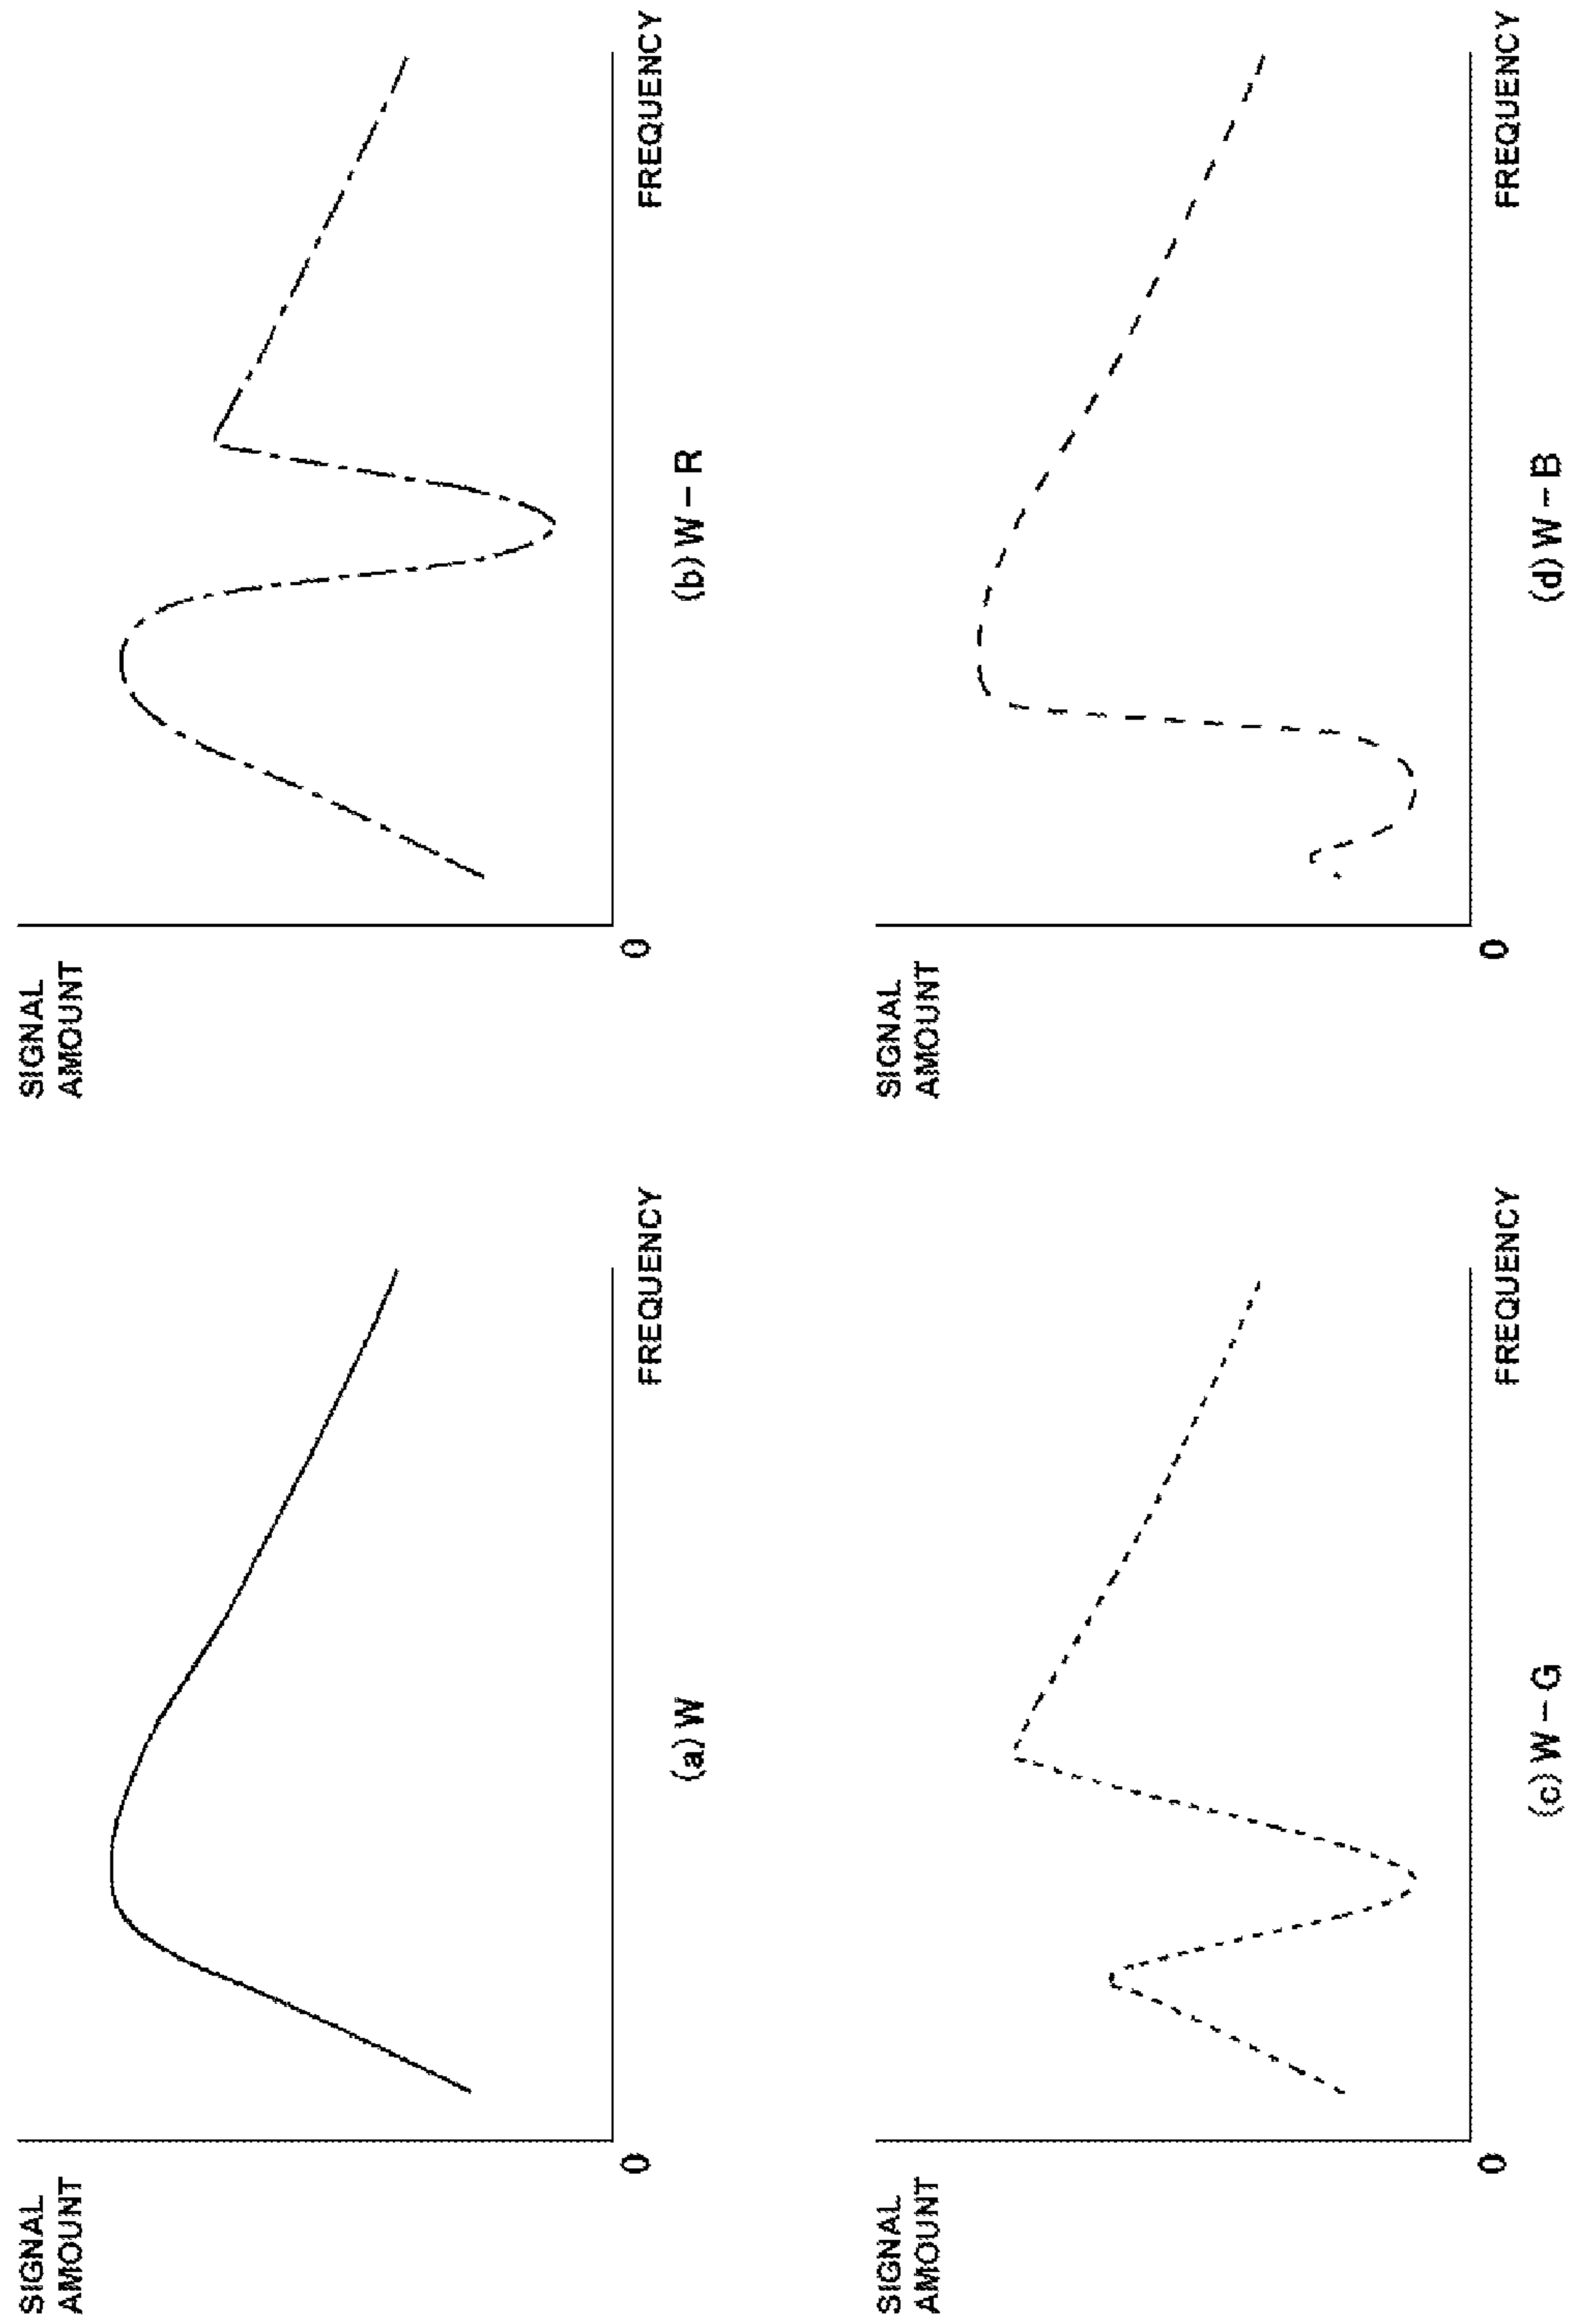 SIGNAL
AMOUNT
0
FREQUENCY
(a) W
SIGNAL
AMOUNT
0
FREQUENCY
(b) W – R
SIGNAL
AMOUNT
0
FREQUENCY
(c) W – G
SIGNAL
AMOUNT
0
FREQUENCY
(d) W – B